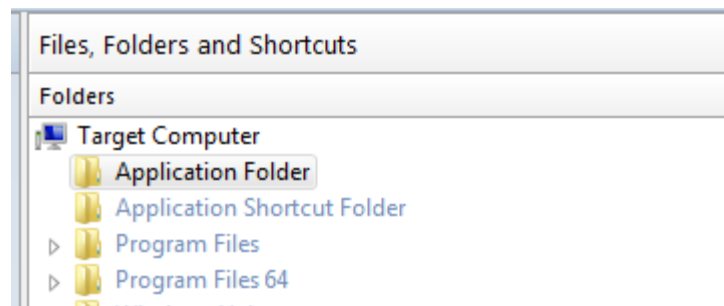 Files, Folders and Shortcuts
Folders
Target Computer
Application Folder
Application Shortcut Folder
Program Files
Program Files 64